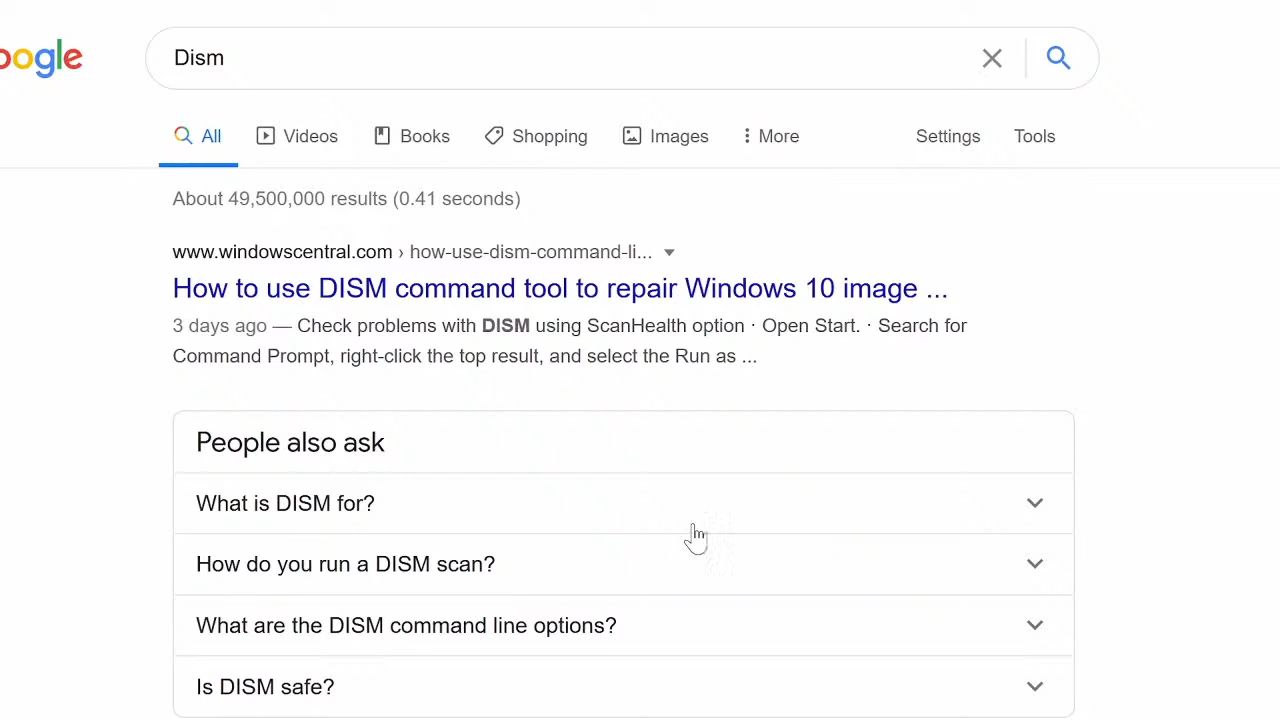 oogle
Dism
All Videos Books Shopping Images More Settings Tools
About 49,500,000 results (0.41 seconds)
www.windowscentral.com › how-use-dism-command-li...
How to use DISM command tool to repair Windows 10 image ...
3 days ago — Check problems with DISM using ScanHealth option · Open Start. · Search for
Command Prompt, right-click the top result, and select the Run as ...
People also ask
What is DISM for?
How do you run a DISM scan?
What are the DISM command line options?
Is DISM safe?